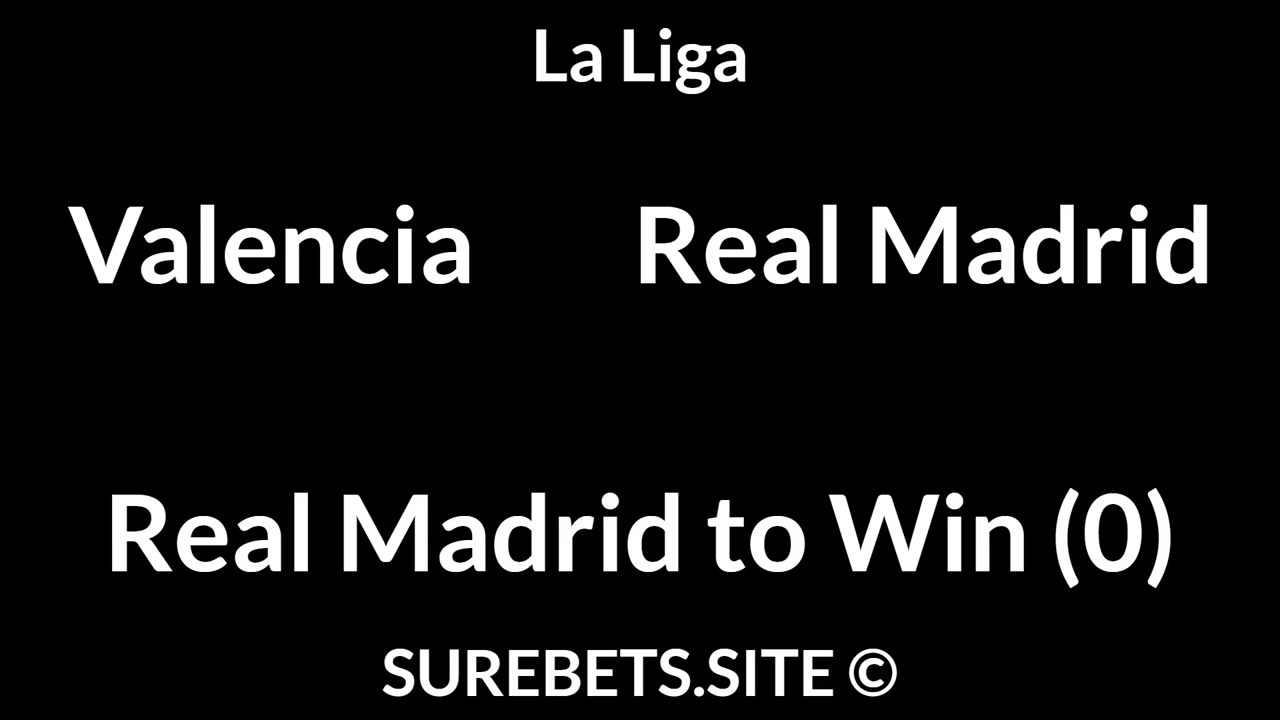 La Liga
Valencia Real Madrid
Real Madrid to Win (0)
SUREBETS.SITE ©